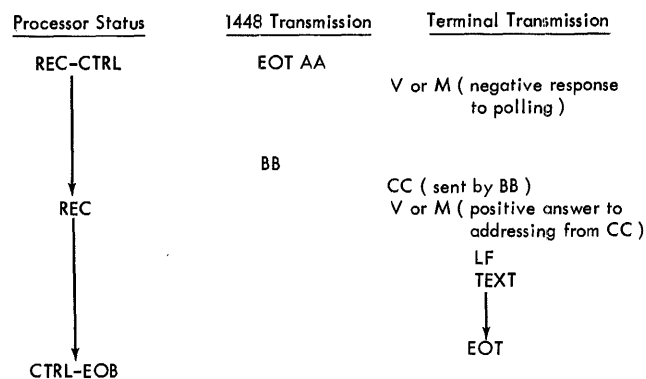 Processor Status 1448 Transmission Terminal Transmission
REC-CTRL EOT AA
V or M ( negative response
to polling )
BB
CC ( sent by BB )
REC V or M ( positive answer to
addressing from CC )
LF
TEXT
EOT
CTRL-EOB